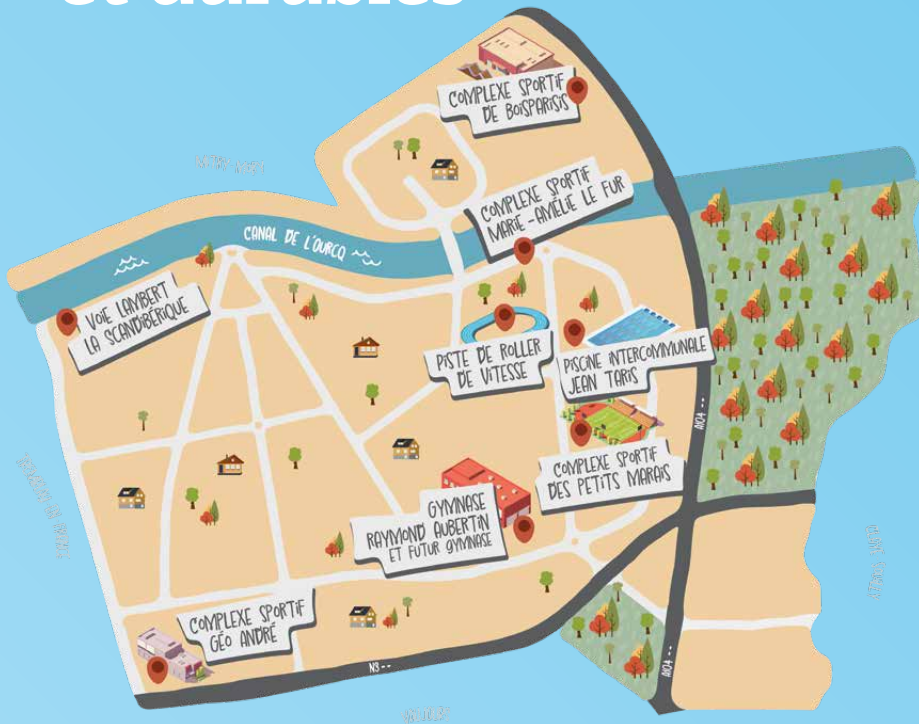 et durables
COMPLEXE SPORTIF
DE BOISPARISIS
COMPLEXE SPORTIF
MARIE-AMÉLIE LE FUR
CANAL DE L'OURCQ
VOIE LAMBERT
LA SCANDIBÉRIQUE
PISTE DE ROLLER
DE VITESSE
PISCINE INTERCOMMUNALE
JEAN TARIS
A104 --
COMPLEXE SPORTIF
DES PETITS MARAIS
GYMNASE
RAYMOND AUBERTIN
ET FUTUR GYMNASE
COMPLEXE SPORTIF
GÉO ANDRÉ
N3 --
A104 --